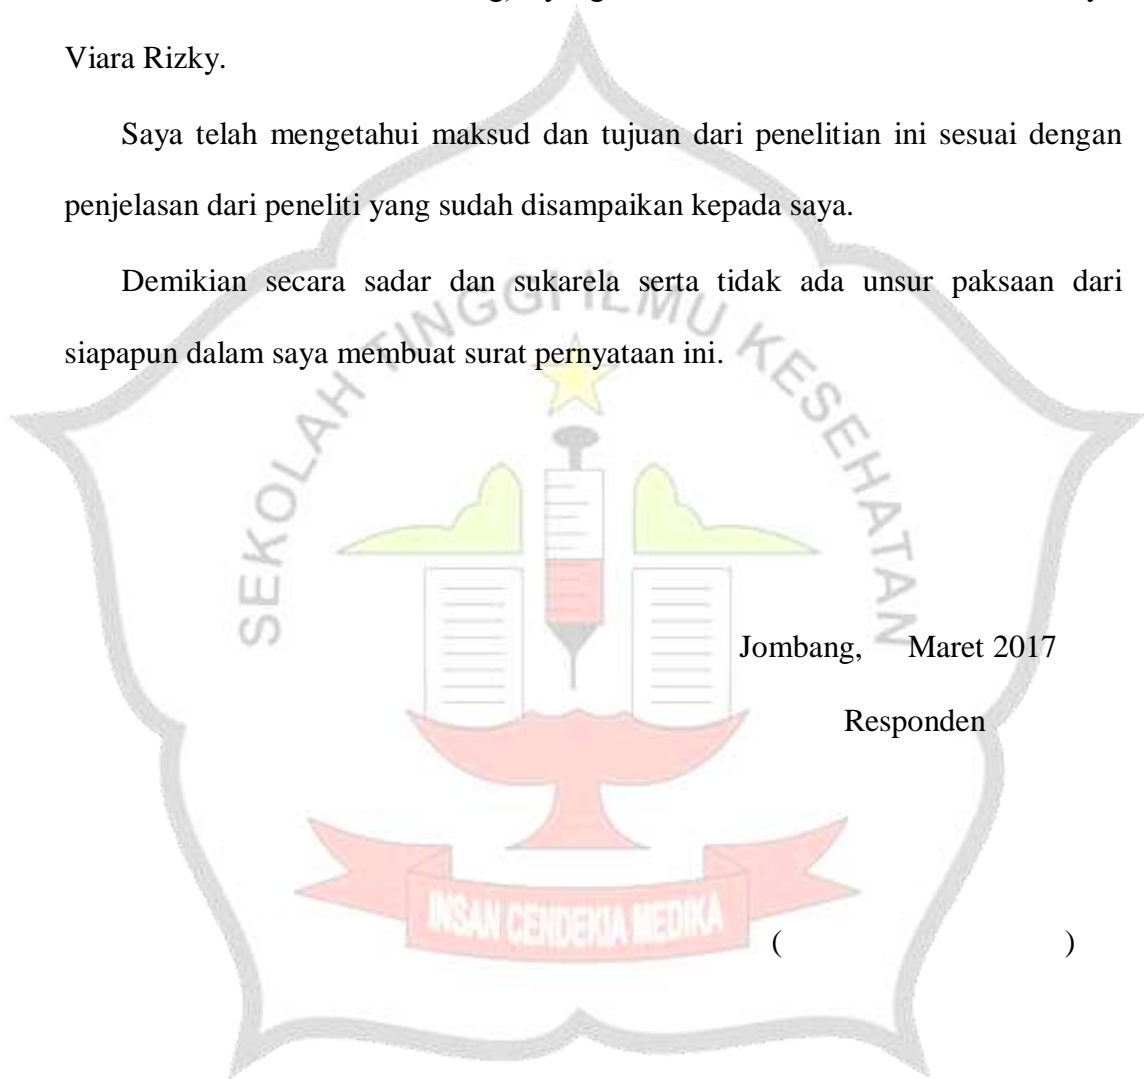 Viara Rizky.
Saya telah mengetahui maksud dan tujuan dari penelitian ini sesuai dengan
penjelasan dari peneliti yang sudah disampaikan kepada saya.
Demikian secara sadar dan sukarela serta tidak ada unsur paksaan dari
siapapun dalam saya membuat surat pernyataan ini.
SEKOLAH TINGGI ILMU KESEHATAN
Jombang, Maret 2017
Responden
INSAN CENDEKIA MEDIKA
( )